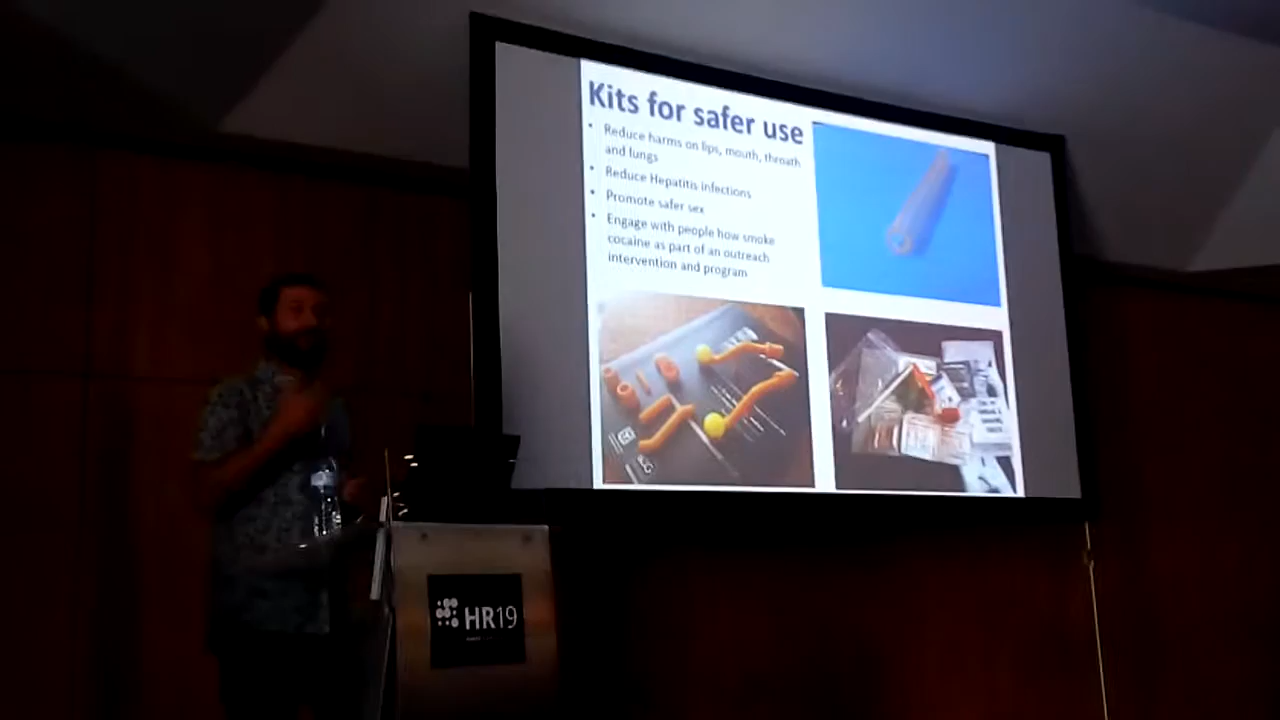 Kits for safer use
• Reduce harms on lips, mouth, throath
and lungs
• Reduce Hepatitis infections
• Promote safer sex
• Engage with people how smoke
cocaine as part of an outreach
intervention and program
HR19